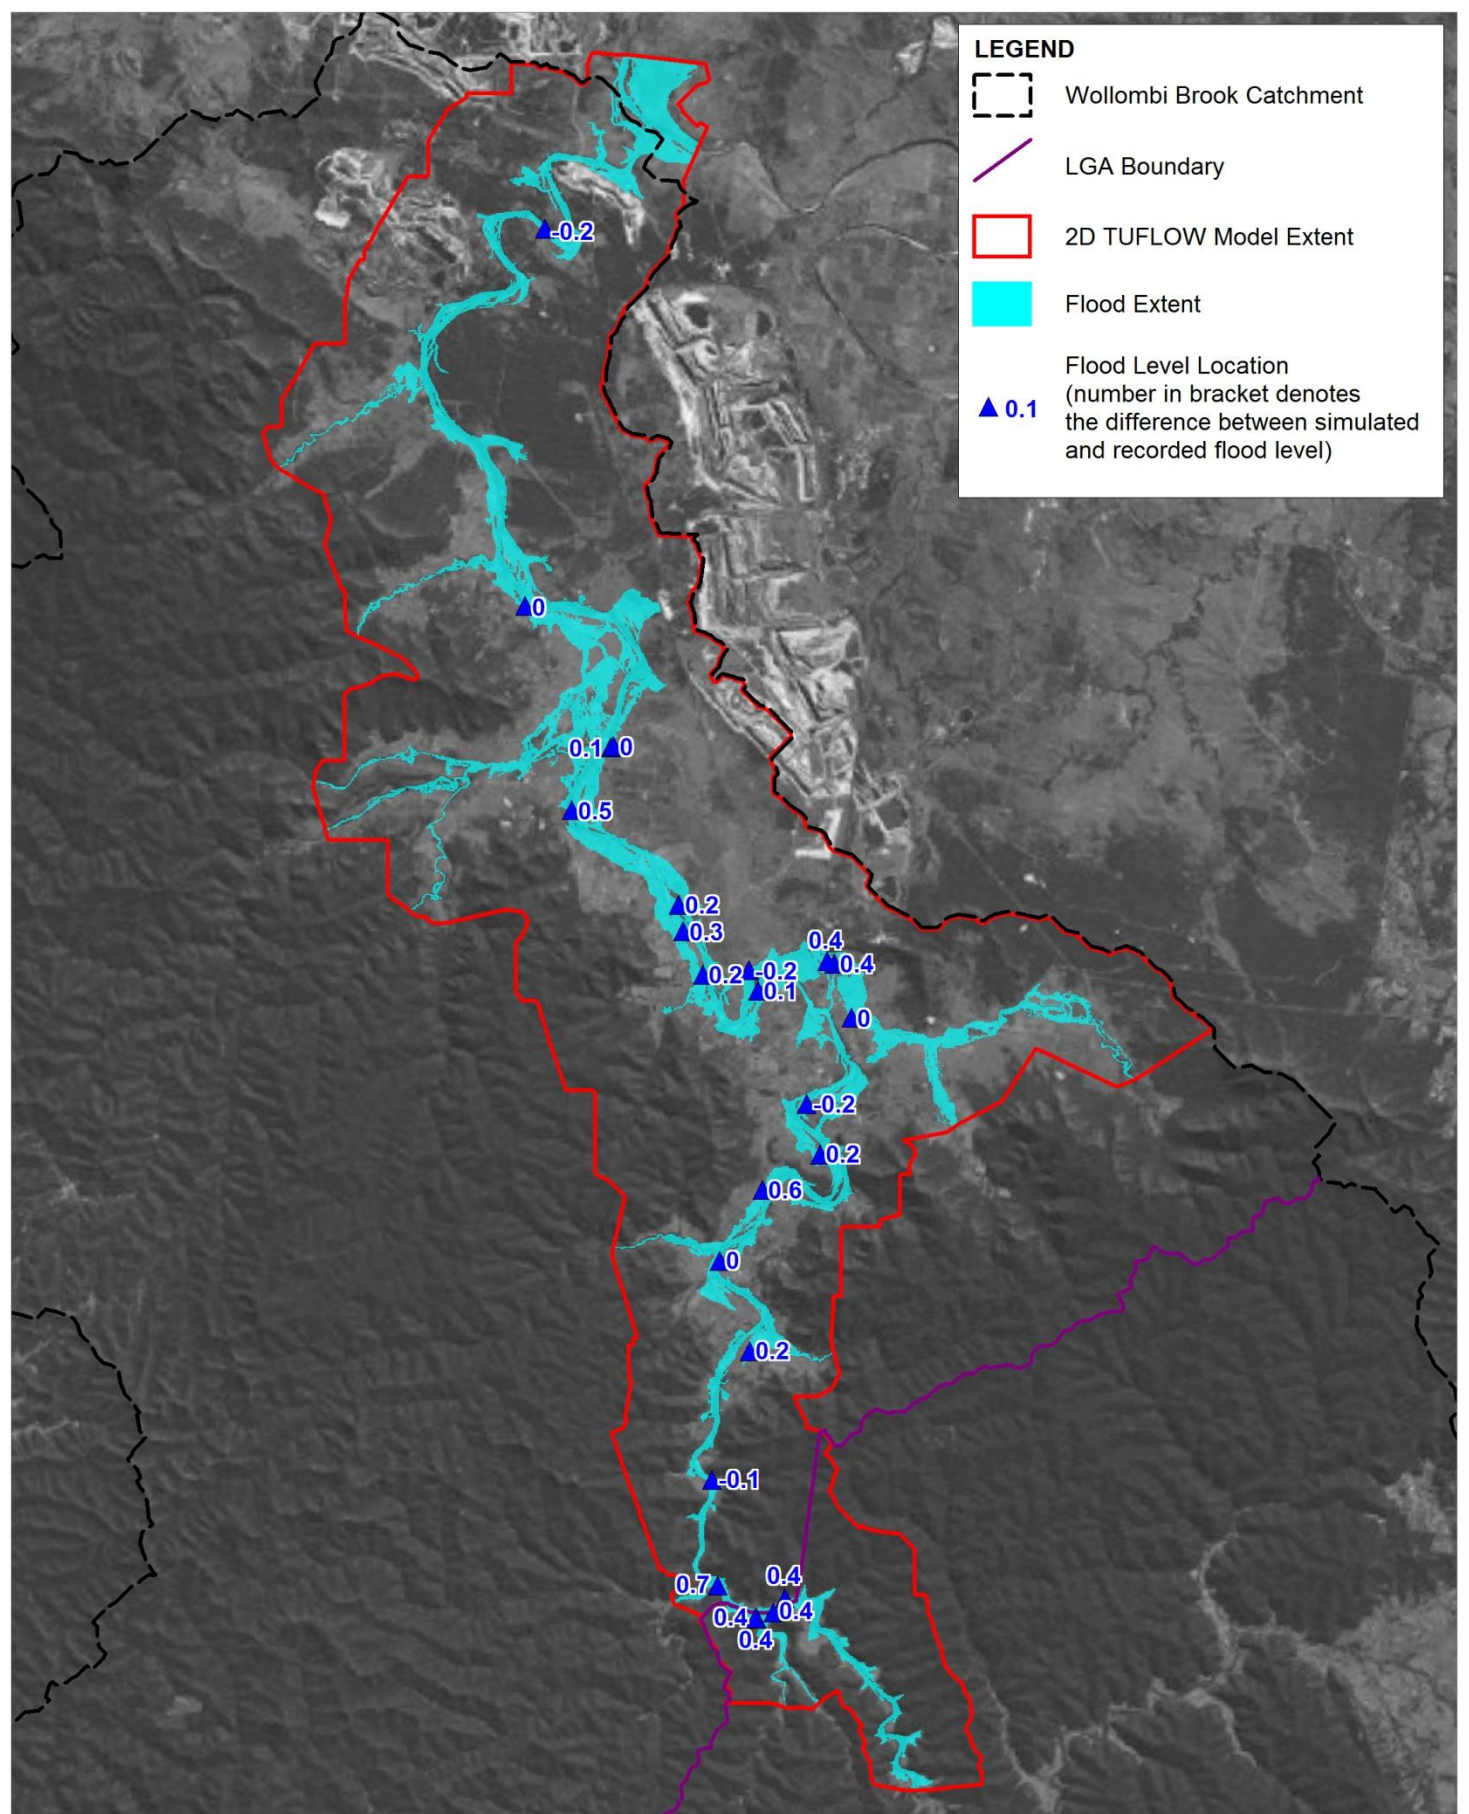 LEGEND
Wollombi Brook Catchment
LGA Boundary
2D TUFLOW Model Extent
Flood Extent
Flood Level Location
(number in bracket denotes
0.1
the difference between simulated
and recorded flood level)
-0.2
0
0.1 0
0.5
0.2
0.3
0.4
0.2 -0.2 0.4
0.1
0
-0.2
0.2
0.6
0
0.2
-0.1
0.4
0.7
0.4
0.4
0.4